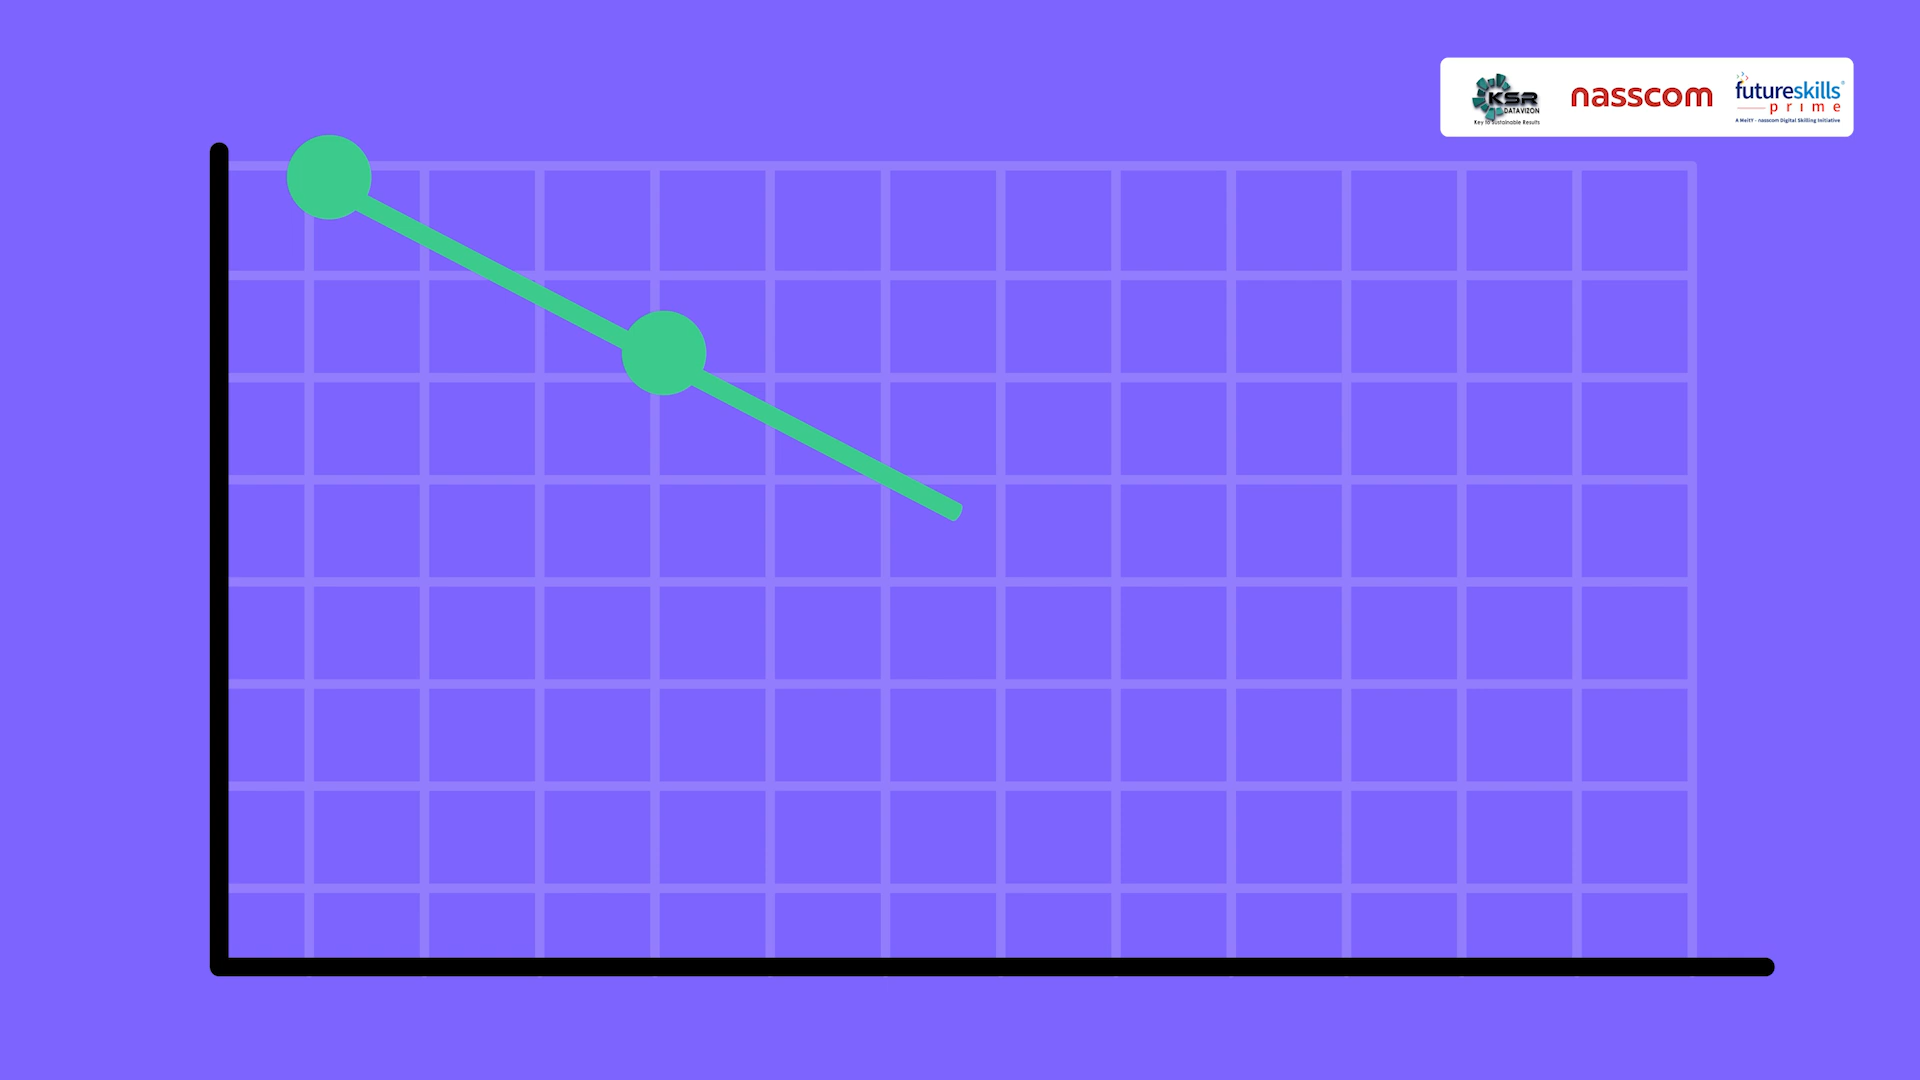 KSR
DATAVIZON
Key to Sustainable Results
nasscom
futureskills
prime
A MeitY - nasscom Digital Skilling Initiative